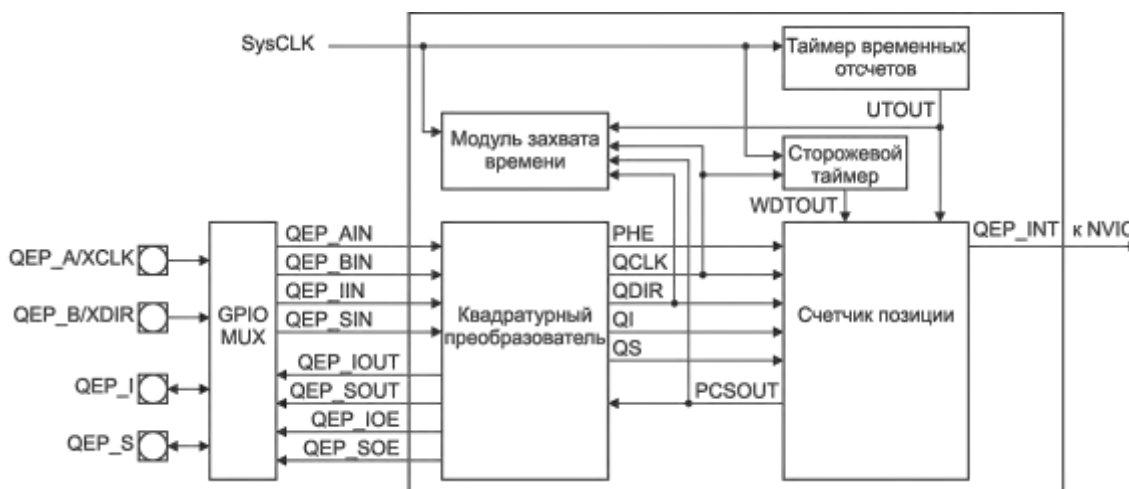 SysCLK
Таймер временных
отсчетов
UTOUT
Модуль захвата
времени
Сторожевой
таймер
WDTOUT
QEP_A/XCLK
QEP_B/XDIR
QEP_I
QEP_S
GPIO
MUX
QEP_AIN
QEP_BIN
QEP_IIN
QEP_SIN
QEP_IOUT
QEP_SOUT
QEP_IOE
QEP_SOE
Квадратурный
преобразователь
PHE
QCLK
QDIR
QI
QS
PCSOUT
Счетчик позиции
QEP_INT к NVIC